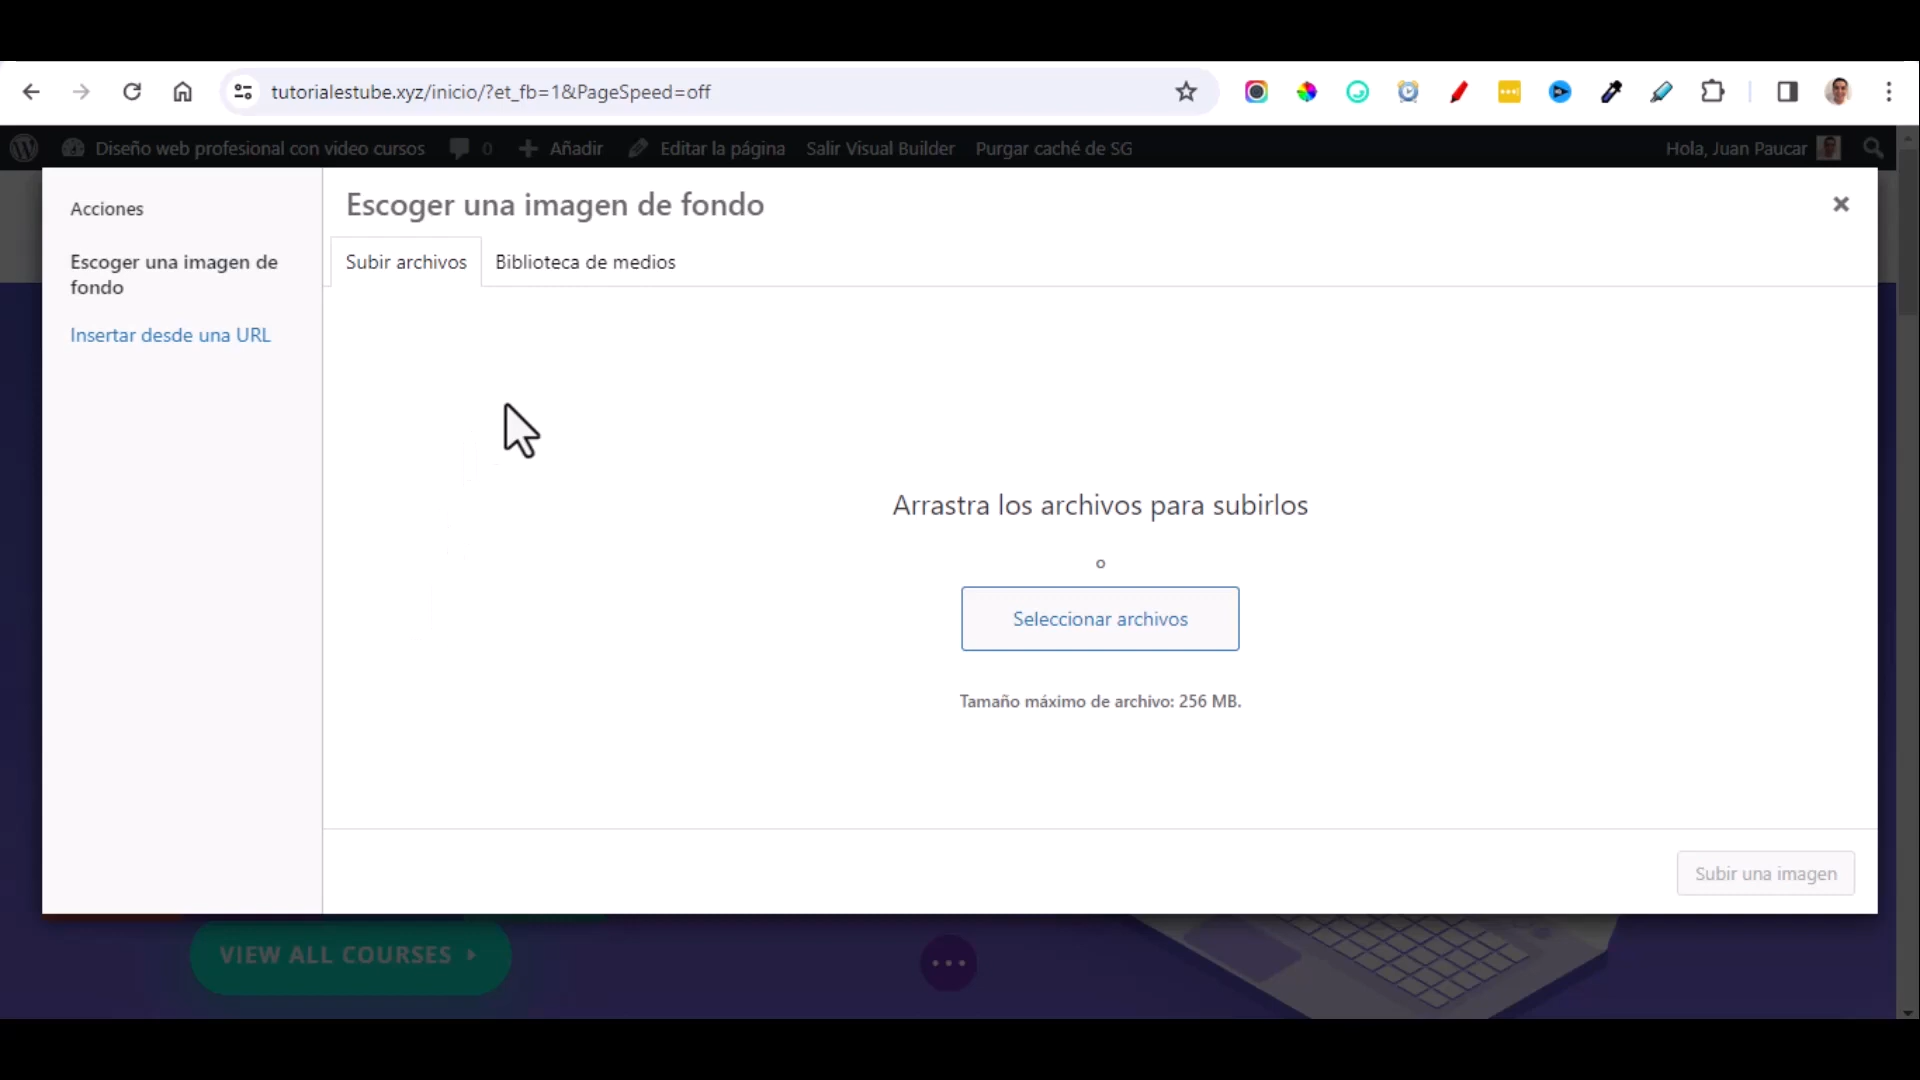 tutorialestube.xyz/inicio/?et_fb=1&PageSpeed=off
Diseño web profesional con video cursos 0 Añadir Editar la página Salir Visual Builder Purgar caché de SG Hola, Juan Paucar
Acciones
Escoger una imagen de fondo
Insertar desde una URL
Escoger una imagen de fondo
Subir archivos Biblioteca de medios
Arrastra los archivos para subirlos
o
Seleccionar archivos
Tamaño máximo de archivo: 256 MB.
Subir una imagen
VIEW ALL COURSES